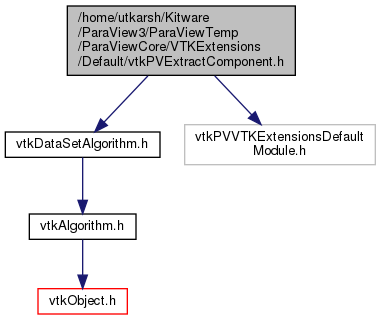 /home/utkarsh/Kitware
/ParaView3/ParaViewTemp
/ParaViewCore/VTKExtensions
/Default/vtkPVExtractComponent.h
vtkDataSetAlgorithm.h
vtkPVVTKExtensionsDefault
Module.h
vtkAlgorithm.h
vtkObject.h